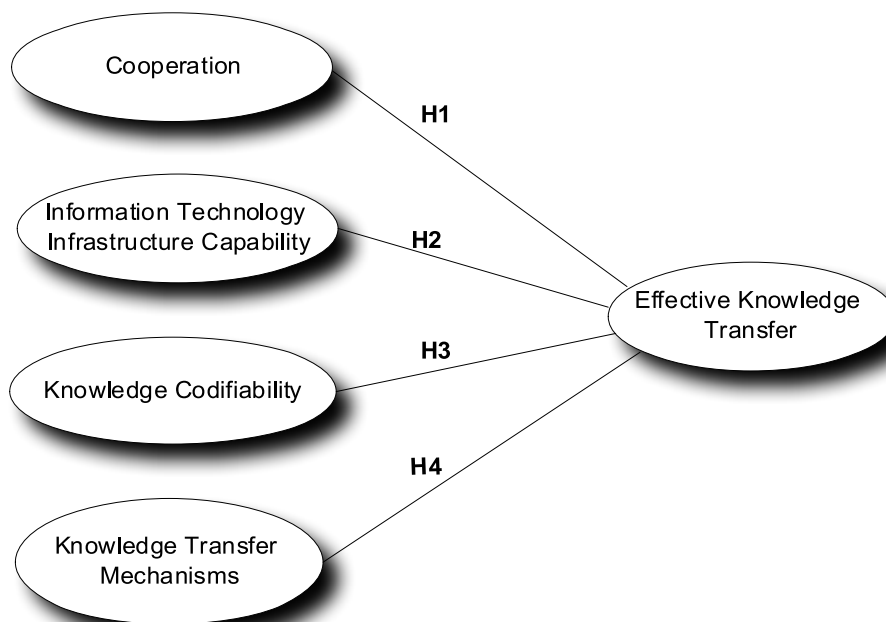 Cooperation
H1
Information Technology
Infrastructure Capability
H2
Effective Knowledge
Transfer
H3
Knowledge Codifiability
H4
Knowledge Transfer
Mechanisms